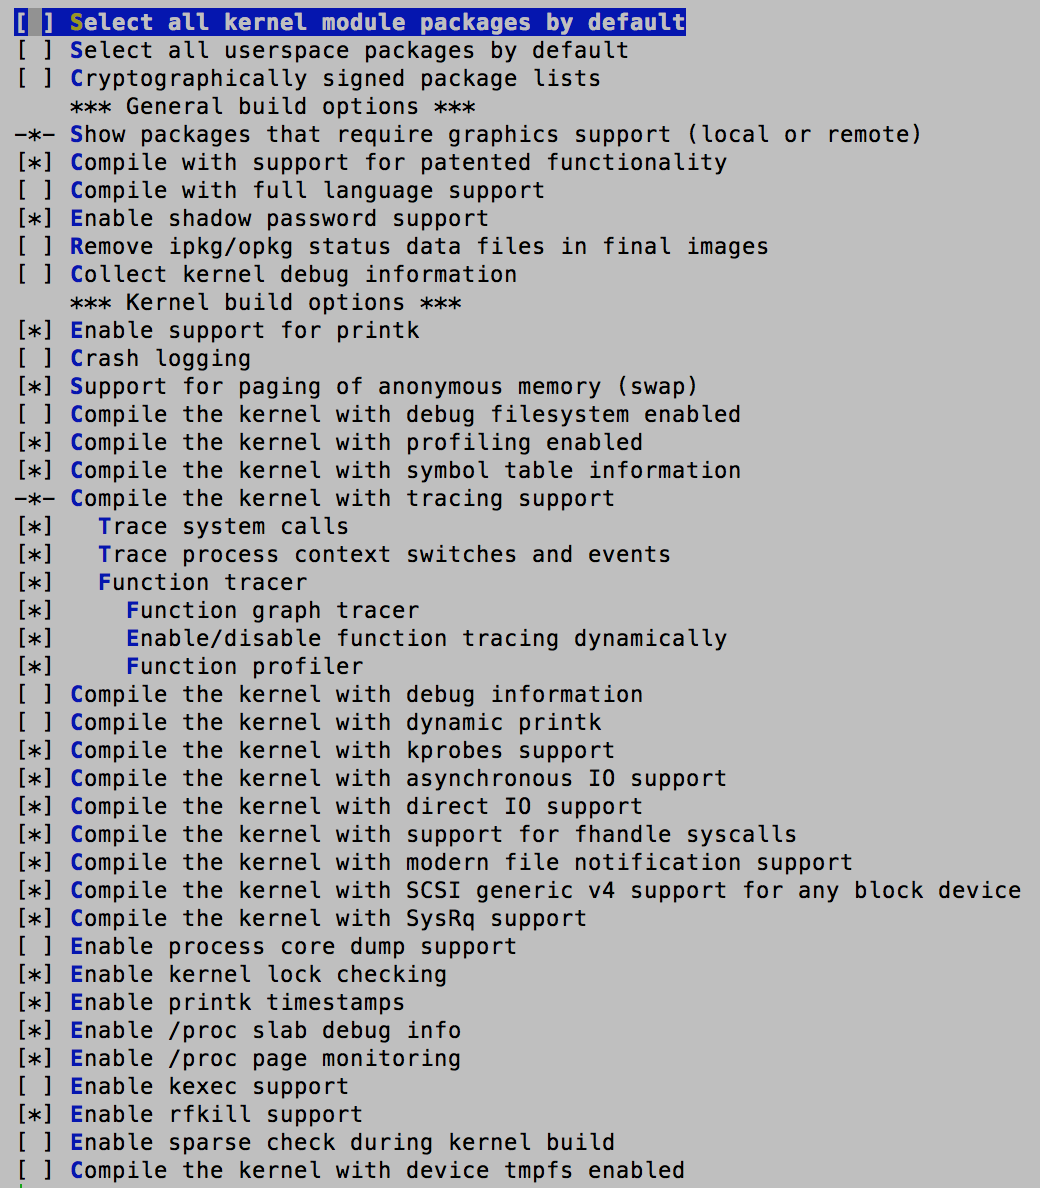 [ ] Select all kernel module packages by default
[ ] Select all userspace packages by default
[ ] Cryptographically signed package lists
*** General build options ***
-*- Show packages that require graphics support (local or remote)
[*] Compile with support for patented functionality
[ ] Compile with full language support
[*] Enable shadow password support
[ ] Remove ipkg/opkg status data files in final images
[ ] Collect kernel debug information
*** Kernel build options ***
[*] Enable support for printk
[ ] Crash logging
[*] Support for paging of anonymous memory (swap)
[ ] Compile the kernel with debug filesystem enabled
[*] Compile the kernel with profiling enabled
[*] Compile the kernel with symbol table information
-*- Compile the kernel with tracing support
[*]   Trace system calls
[*]   Trace process context switches and events
[*]   Function tracer
[*]     Function graph tracer
[*]     Enable/disable function tracing dynamically
[*]     Function profiler
[ ] Compile the kernel with debug information
[ ] Compile the kernel with dynamic printk
[*] Compile the kernel with kprobes support
[*] Compile the kernel with asynchronous IO support
[*] Compile the kernel with direct IO support
[*] Compile the kernel with support for fhandle syscalls
[*] Compile the kernel with modern file notification support
[*] Compile the kernel with SCSI generic v4 support for any block device
[*] Compile the kernel with SysRq support
[ ] Enable process core dump support
[*] Enable kernel lock checking
[*] Enable printk timestamps
[*] Enable /proc slab debug info
[*] Enable /proc page monitoring
[ ] Enable kexec support
[*] Enable rfkill support
[ ] Enable sparse check during kernel build
[ ] Compile the kernel with device tmpfs enabled